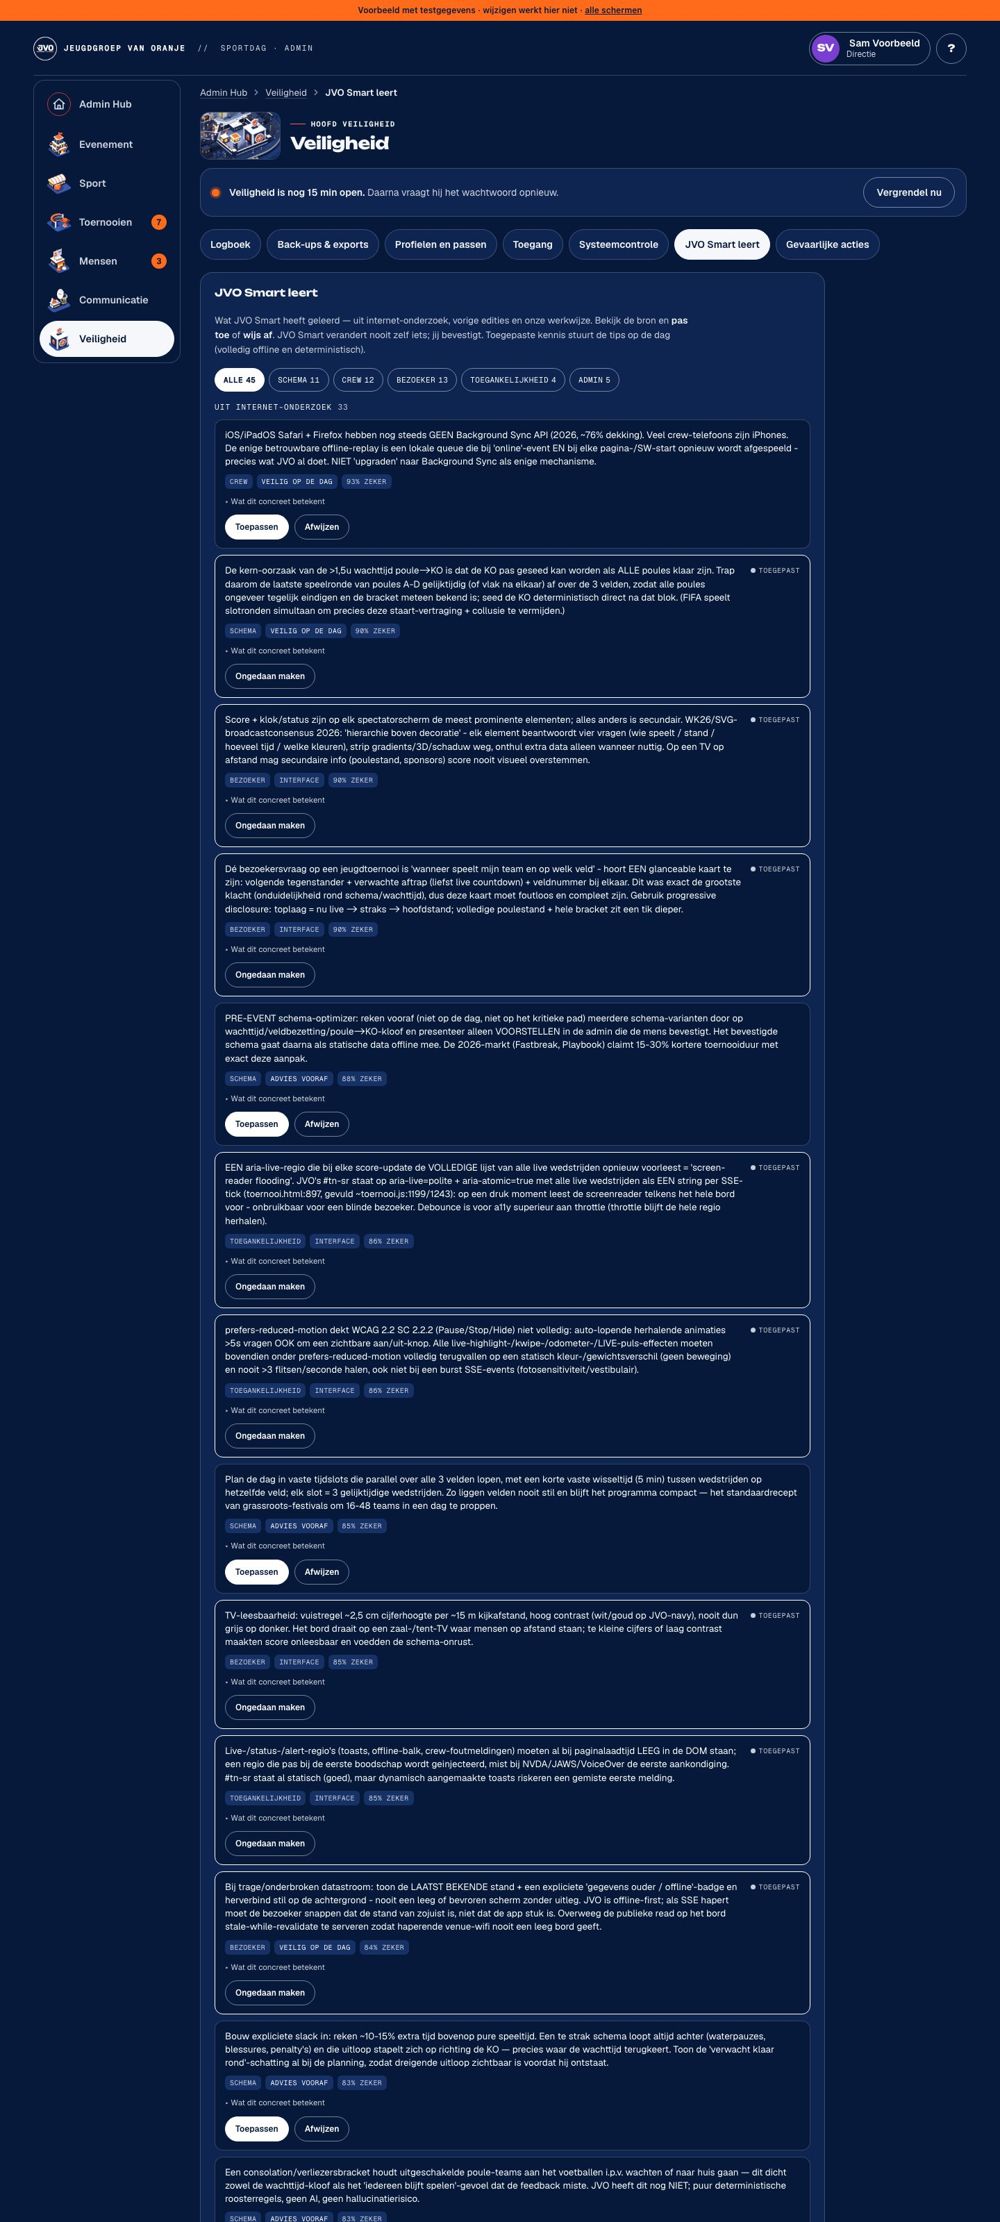 Voorbeeld met testgegevens · wijzigen werkt hier niet · alle schermen
JVO JEUGDGROEP VAN ORANJE // SPORTDAG · ADMIN
SV Sam Voorbeeld
Directie
?
Admin Hub
Evenement
Sport
Toernooien 7
Mensen 3
Communicatie
Veiligheid
Admin Hub > Veiligheid > JVO Smart leert
HOOFD VEILIGHEID
Veiligheid
Veiligheid is nog 15 min open. Daarna vraagt hij het wachtwoord opnieuw.
Vergrendel nu
Logboek
Back-ups & exports
Profielen en passen
Toegang
Systeemcontrole
JVO Smart leert
Gevaarlijke acties
JVO Smart leert
Wat JVO Smart heeft geleerd — uit internet-onderzoek, vorige edities en onze werkwijze. Bekijk de bron en pas
toe of wijs af. JVO Smart verandert nooit zelf iets; jij bevestigt. Toegepaste kennis stuurt de tips op de dag
(volledig offline en deterministisch).
ALLE 45
SCHEMA 11
CREW 12
BEZOEKER 13
TOEGANKELIJKHEID 4
ADMIN 5
UIT INTERNET-ONDERZOEK 33
iOS/iPadOS Safari + Firefox hebben nog steeds GEEN Background Sync API (2026, ~76% dekking). Veel crew-telefoons zijn iPhones.
De enige betrouwbare offline-replay is een lokale queue die bij 'online'-event EN bij elke pagina-/SW-start opnieuw wordt afgespeeld -
precies wat JVO al doet. NIET 'upgraden' naar Background Sync als enige mechanisme.
CREW VEILIG OP DE DAG 93% ZEKER
• Wat dit concreet betekent
Toepassen Afwijzen
De kern-oorzaak van de >1,5u wachttijd poule→KO is dat de KO pas geseed kan worden als ALLE poules klaar zijn. Trap
daarom de laatste speelronde van poules A-D gelijktijdig (of vlak na elkaar) af over de 3 velden, zodat alle poules
ongeveer tegelijk eindigen en de bracket meteen bekend is; seed de KO deterministisch direct na dat blok. (FIFA speelt
slotronden simultaan om precies deze staart-vertraging + collusie te vermijden.)
TOEGEPAST
SCHEMA VEILIG OP DE DAG 90% ZEKER
• Wat dit concreet betekent
Ongedaan maken
Score + klok/status zijn op elk spectatorscherm de meest prominente elementen; alles anders is secundair. WK26/SVG-
broadcastconsensus 2026: 'hierarchie boven decoratie' - elk element beantwoordt vier vragen (wie speelt / stand /
hoeveel tijd / welke kleuren), strip gradients/3D/schaduw weg, onthul extra data alleen wanneer nuttig. Op een TV op
afstand mag secundaire info (poulestand, sponsors) score nooit visueel overstemmen.
TOEGEPAST
BEZOEKER INTERFACE 90% ZEKER
• Wat dit concreet betekent
Ongedaan maken
Dé bezoekersvraag op een jeugdtoernooi is 'wanneer speelt mijn team en op welk veld' - hoort EEN glanceable kaart te
zijn: volgende tegenstander + verwachte aftrap (liefst live countdown) + veldnummer bij elkaar. Dit was exact de grootste
klacht (onduidelijkheid rond schema/wachttijd), dus deze kaart moet foutloos en compleet zijn. Gebruik progressive
disclosure: toplaag = nu live → straks → hoofdstand; volledige poulestand + hele bracket zit een tik dieper.
TOEGEPAST
BEZOEKER INTERFACE 90% ZEKER
• Wat dit concreet betekent
Ongedaan maken
PRE-EVENT schema-optimizer: reken vooraf (niet op de dag, niet op het kritieke pad) meerdere schema-varianten door op
wachttijd/veldbezetting/poule→KO-kloof en presenteer alleen VOORSTELLEN in de admin die de mens bevestigt. Het bevestigde
schema gaat daarna als statische data offline mee. De 2026-markt (Fastbreak, Playbook) claimt 15-30% kortere toernooiduur met
exact deze aanpak.
SCHEMA ADVIES VOORAF 88% ZEKER
• Wat dit concreet betekent
Toepassen Afwijzen
EEN aria-live-regio die bij elke score-update de VOLLEDIGE lijst van alle live wedstrijden opnieuw voorleest = 'screen-
reader flooding'. JVO's #tn-sr staat op aria-live=polite + aria-atomic=true met alle live wedstrijden als EEN string per SSE-
tick (toernooi.html:897, gevuld ~toernooi.js:1199/1243): op een druk moment leest de screenreader telkens het hele bord
voor - onbruikbaar voor een blinde bezoeker. Debounce is voor a11y superieur aan throttle (throttle blijft de hele regio
herhalen).
TOEGEPAST
TOEGANKELIJKHEID INTERFACE 86% ZEKER
• Wat dit concreet betekent
Ongedaan maken
prefers-reduced-motion dekt WCAG 2.2 SC 2.2.2 (Pause/Stop/Hide) niet volledig: auto-lopende herhalende animaties
>5s vragen OOK om een zichtbare aan/uit-knop. Alle live-highlight-/kwipe-/odometer-/LIVE-puls-effecten moeten
bovendien onder prefers-reduced-motion volledig terugvallen op een statisch kleur-/gewichtsverschil (geen beweging)
en nooit >3 flitsen/seconde halen, ook niet bij een burst SSE-events (fotosensitiviteit/vestibulair).
TOEGEPAST
TOEGANKELIJKHEID INTERFACE 86% ZEKER
• Wat dit concreet betekent
Ongedaan maken
Plan de dag in vaste tijdslots die parallel over alle 3 velden lopen, met een korte vaste wisseltijd (5 min) tussen wedstrijden op
hetzelfde veld; elk slot = 3 gelijktijdige wedstrijden. Zo liggen velden nooit stil en blijft het programma compact — het standaardrecept
van grassroots-festivals om 16-48 teams in een dag te proppen.
SCHEMA ADVIES VOORAF 85% ZEKER
• Wat dit concreet betekent
Toepassen Afwijzen
TV-leesbaarheid: vuistregel ~2,5 cm cijferhoogte per ~15 m kijkafstand, hoog contrast (wit/goud op JVO-navy), nooit dun
grijs op donker. Het bord draait op een zaal-/tent-TV waar mensen op afstand staan; te kleine cijfers of laag contrast
maakten score onleesbaar en voedden de schema-onrust.
TOEGEPAST
BEZOEKER INTERFACE 85% ZEKER
• Wat dit concreet betekent
Ongedaan maken
Live-/status-/alert-regio's (toasts, offline-balk, crew-foutmeldingen) moeten al bij paginalaadtijd LEEG in de DOM staan;
een regio die pas bij de eerste boodschap wordt geinjecteerd, mist bij NVDA/JAWS/VoiceOver de eerste aankondiging.
#tn-sr staat al statisch (goed), maar dynamisch aangemaakte toasts riskeren een gemiste eerste melding.
TOEGEPAST
TOEGANKELIJKHEID INTERFACE 85% ZEKER
• Wat dit concreet betekent
Ongedaan maken
Bij trage/onderbroken datastroom: toon de LAATST BEKENDE stand + een expliciete 'gegevens ouder / offline'-badge en
herverbind stil op de achtergrond - nooit een leeg of bevroren scherm zonder uitleg. JVO is offline-first; als SSE hapert
moet de bezoeker snappen dat de stand van zojuist is, niet dat de app stuk is. Overweeg de publieke read op het bord
stale-while-revalidate te serveren zodat haperende venue-wifi nooit een leeg bord geeft.
TOEGEPAST
BEZOEKER VEILIG OP DE DAG 84% ZEKER
• Wat dit concreet betekent
Ongedaan maken
Bouw expliciete slack in: reken ~10-15% extra tijd bovenop pure speeltijd. Een te strak schema loopt altijd achter (waterpauzes,
blessures, penalty's) en die uitloop stapelt zich op richting de KO — precies waar de wachttijd terugkeert. Toon de 'verwacht klaar
rond'-schatting al bij de planning, zodat dreigende uitloop zichtbaar is voordat hij ontstaat.
SCHEMA ADVIES VOORAF 83% ZEKER
• Wat dit concreet betekent
Toepassen Afwijzen
Een consolation/verliezersbracket houdt uitgeschakelde poule-teams aan het voetballen i.p.v. wachten of naar huis gaan — dit dicht
zowel de wachttijd-kloof als het 'iedereen blijft spelen'-gevoel dat de feedback miste. JVO heeft dit nog NIET; puur deterministische
roosterregels, geen AI, geen hallucinatierisico.
SCHEMA ADVIES VOORAF 83% ZEKER